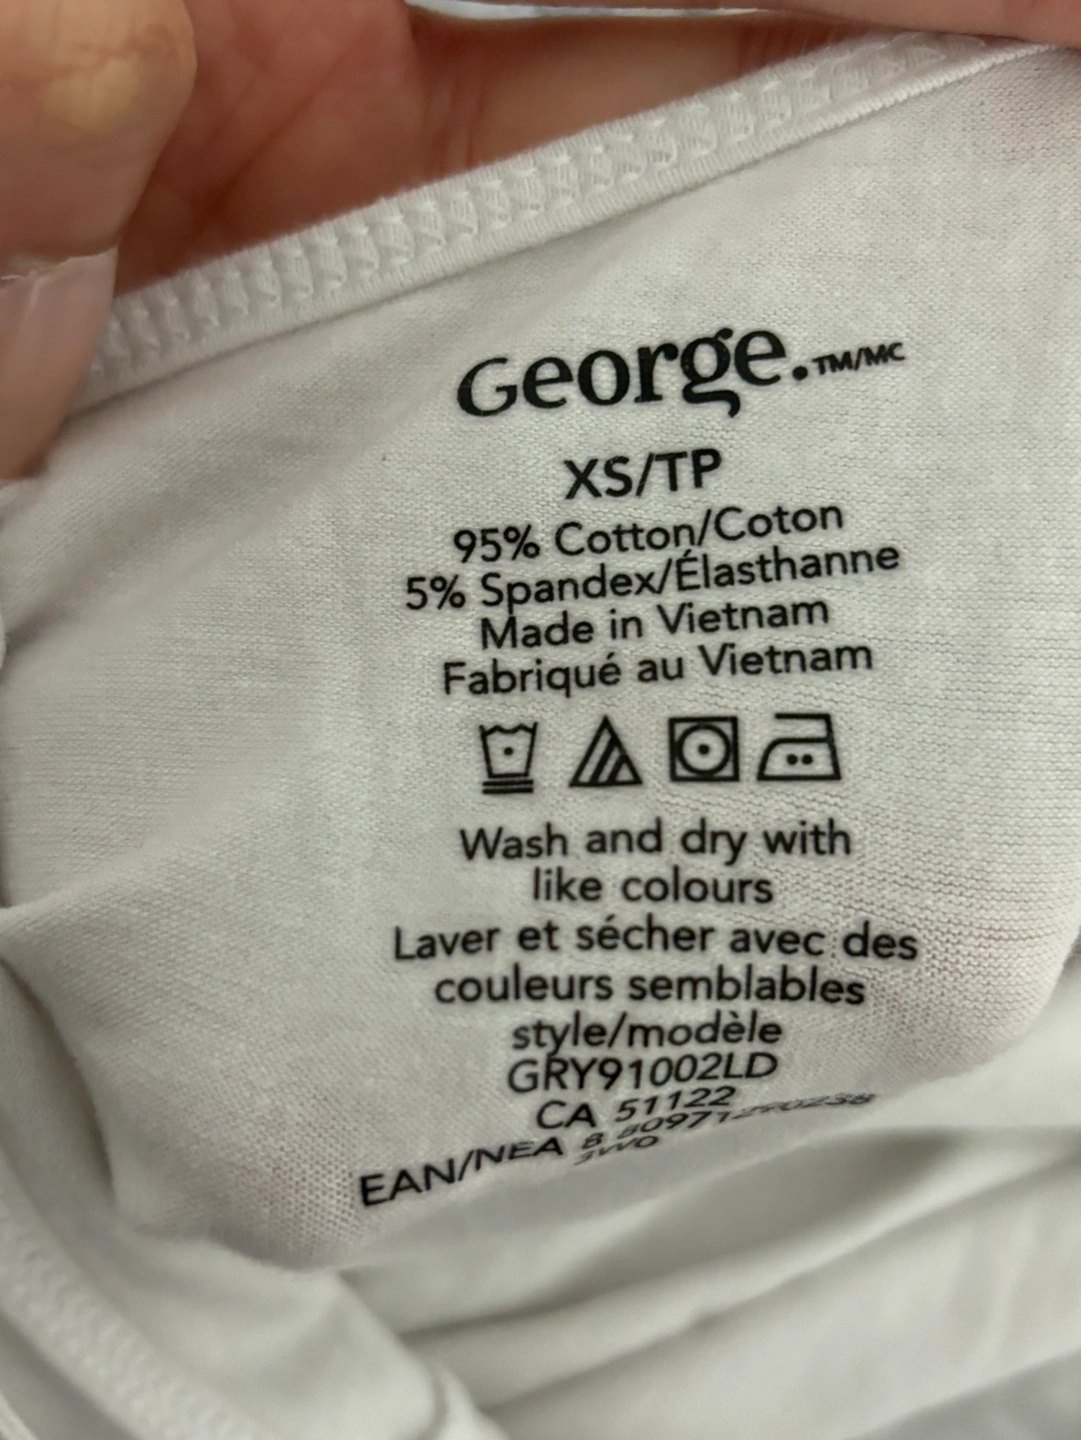 George.™/MC
XS/TP
95% Cotton/Coton
5% Spandex/Élasthanne
Made in Vietnam
Fabriqué au Vietnam
Wash and dry with
like colours
Laver et sécher avec des
couleurs semblables
style/modèle
GRY91002LD
CA 51122
EAN/NEA 8